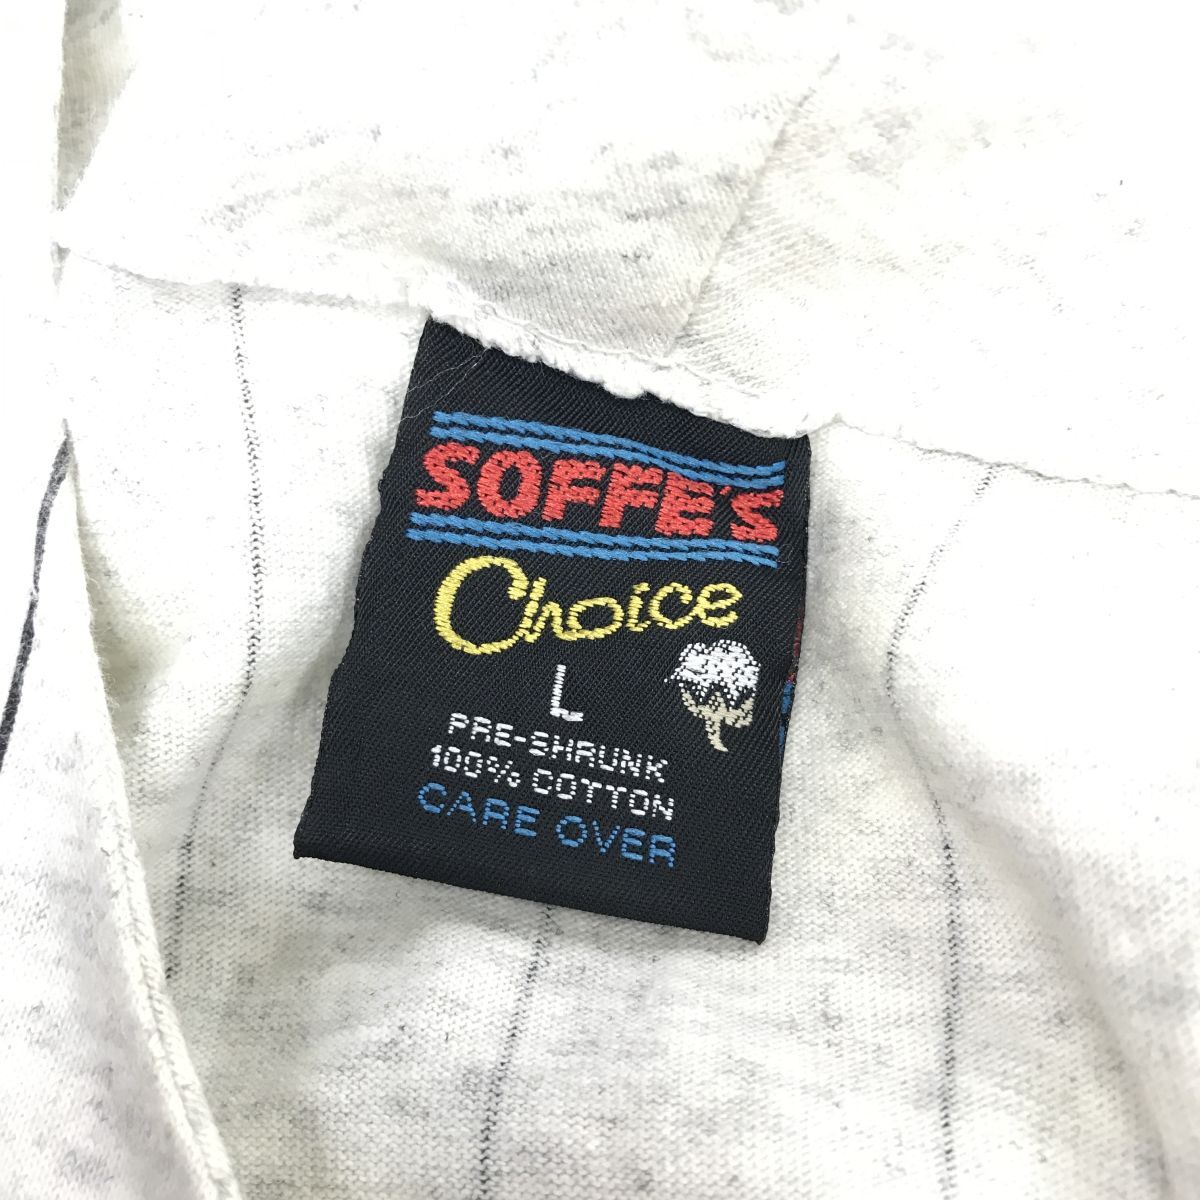 SOFFE'S
Choice
L
PRE-SHRUNK
100% COTTON
CARE OVER